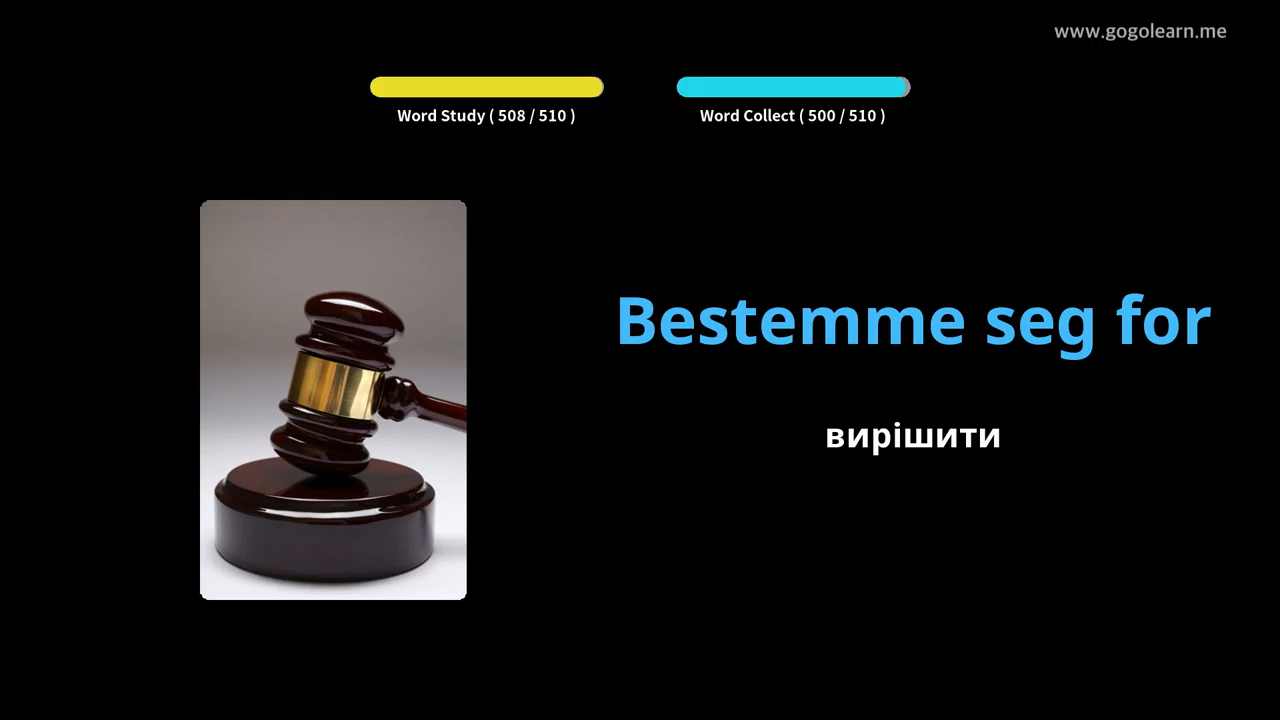 www.gogolearn.me
Word Study ( 508 / 510 )
Word Collect ( 500 / 510 )
Bestemme seg for
вирішити